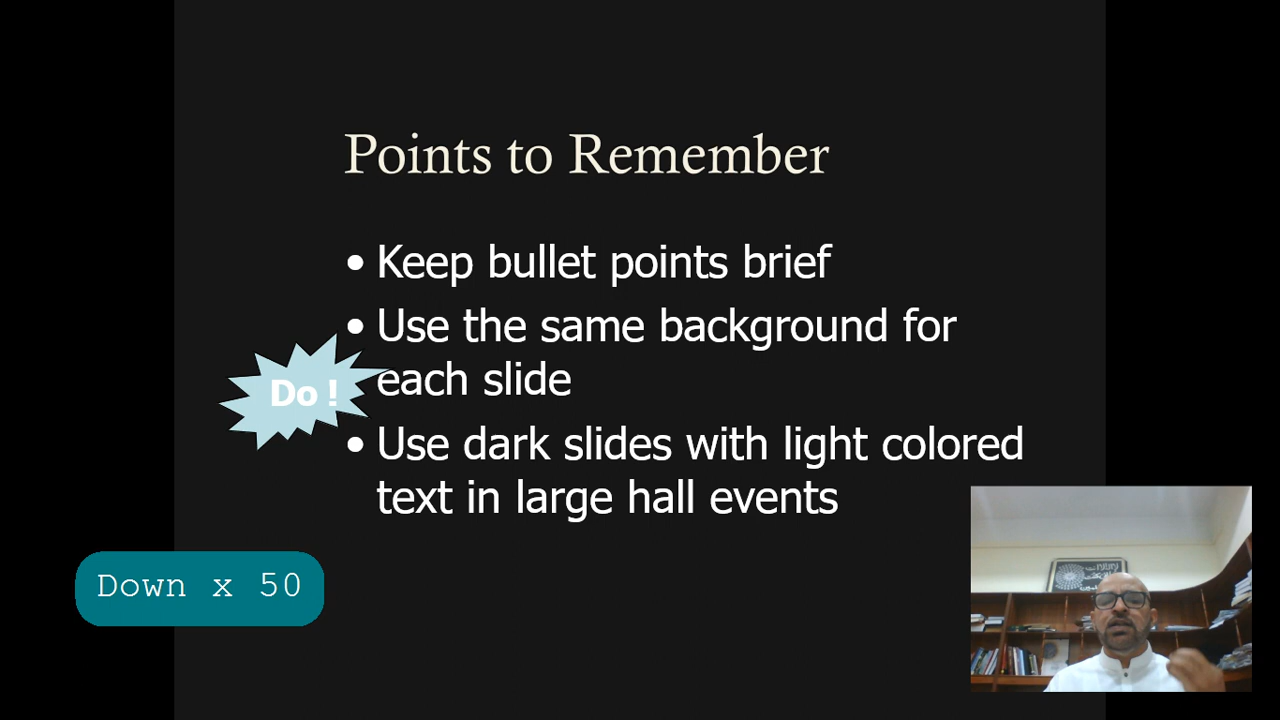 Points to Remember
• Keep bullet points brief
• Use the same background for
each slide
Do !
• Use dark slides with light colored
text in large hall events
Down x 50